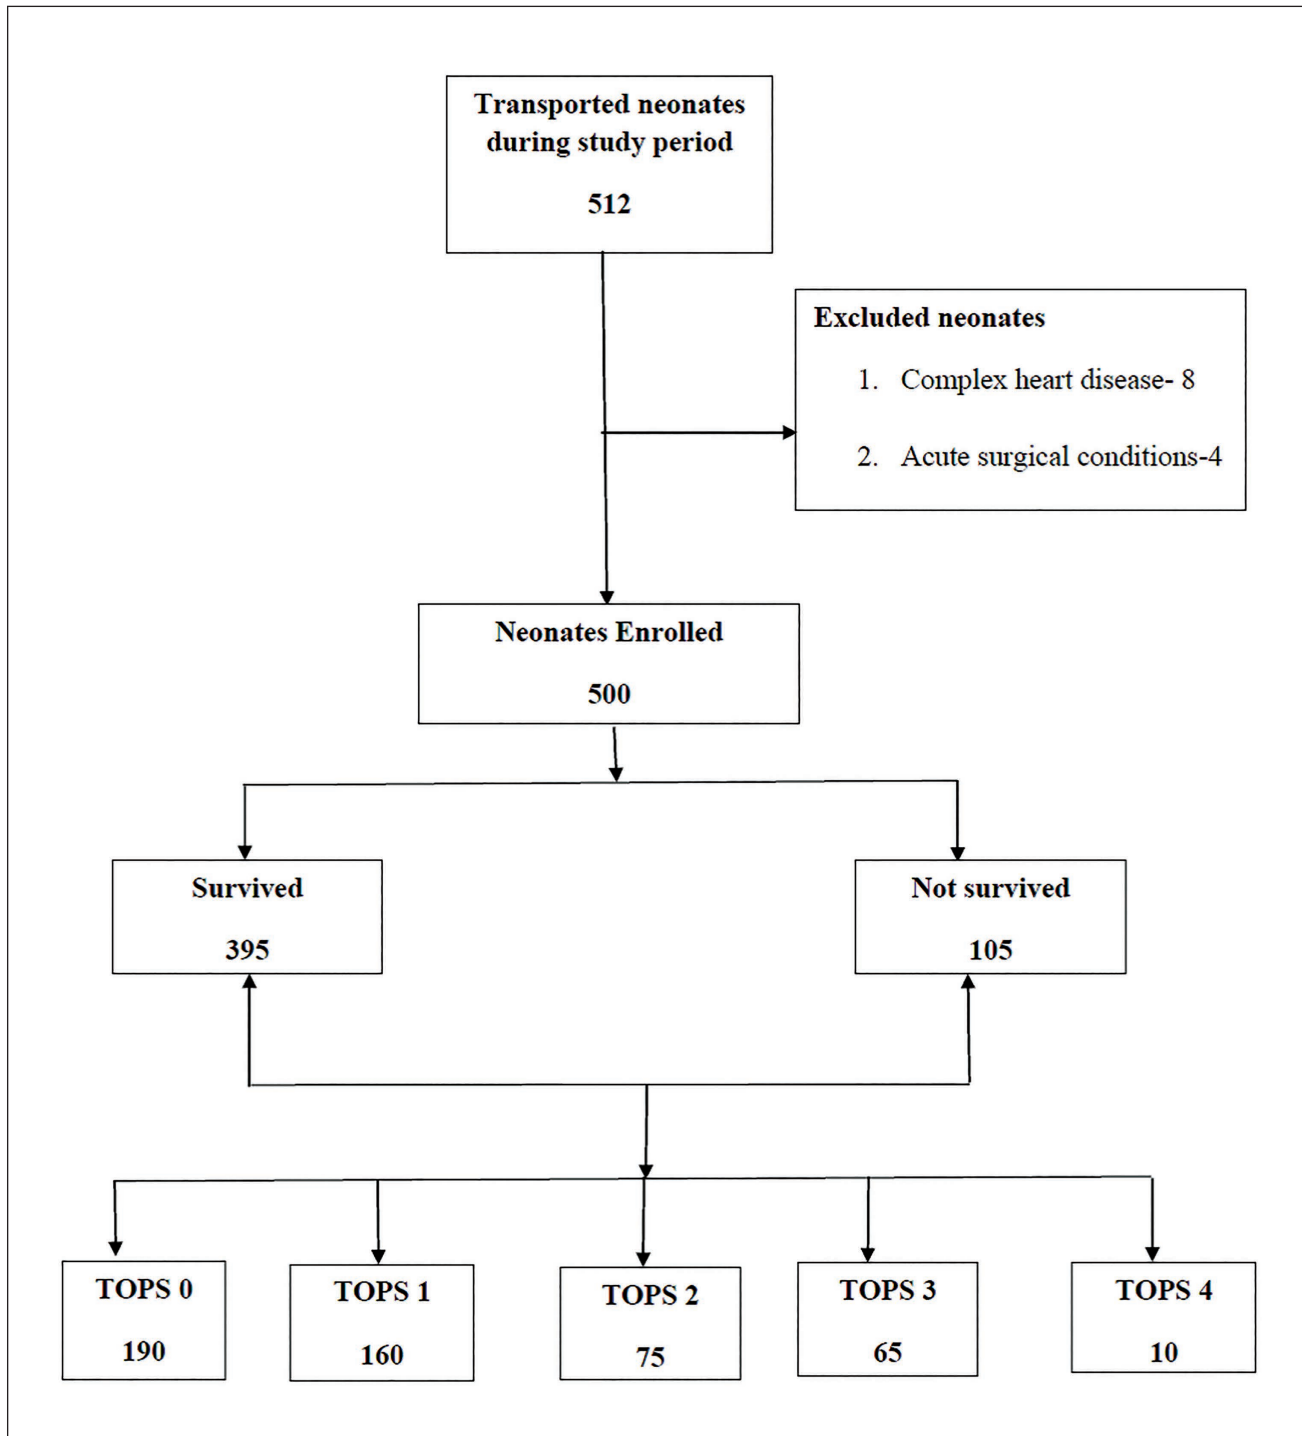 Transported neonates
during study period
512
Excluded neonates
1. Complex heart disease- 8
2. Acute surgical conditions-4
Neonates Enrolled
500
Survived
395
Not survived
105
TOPS 0
190
TOPS 1
160
TOPS 2
75
TOPS 3
65
TOPS 4
10